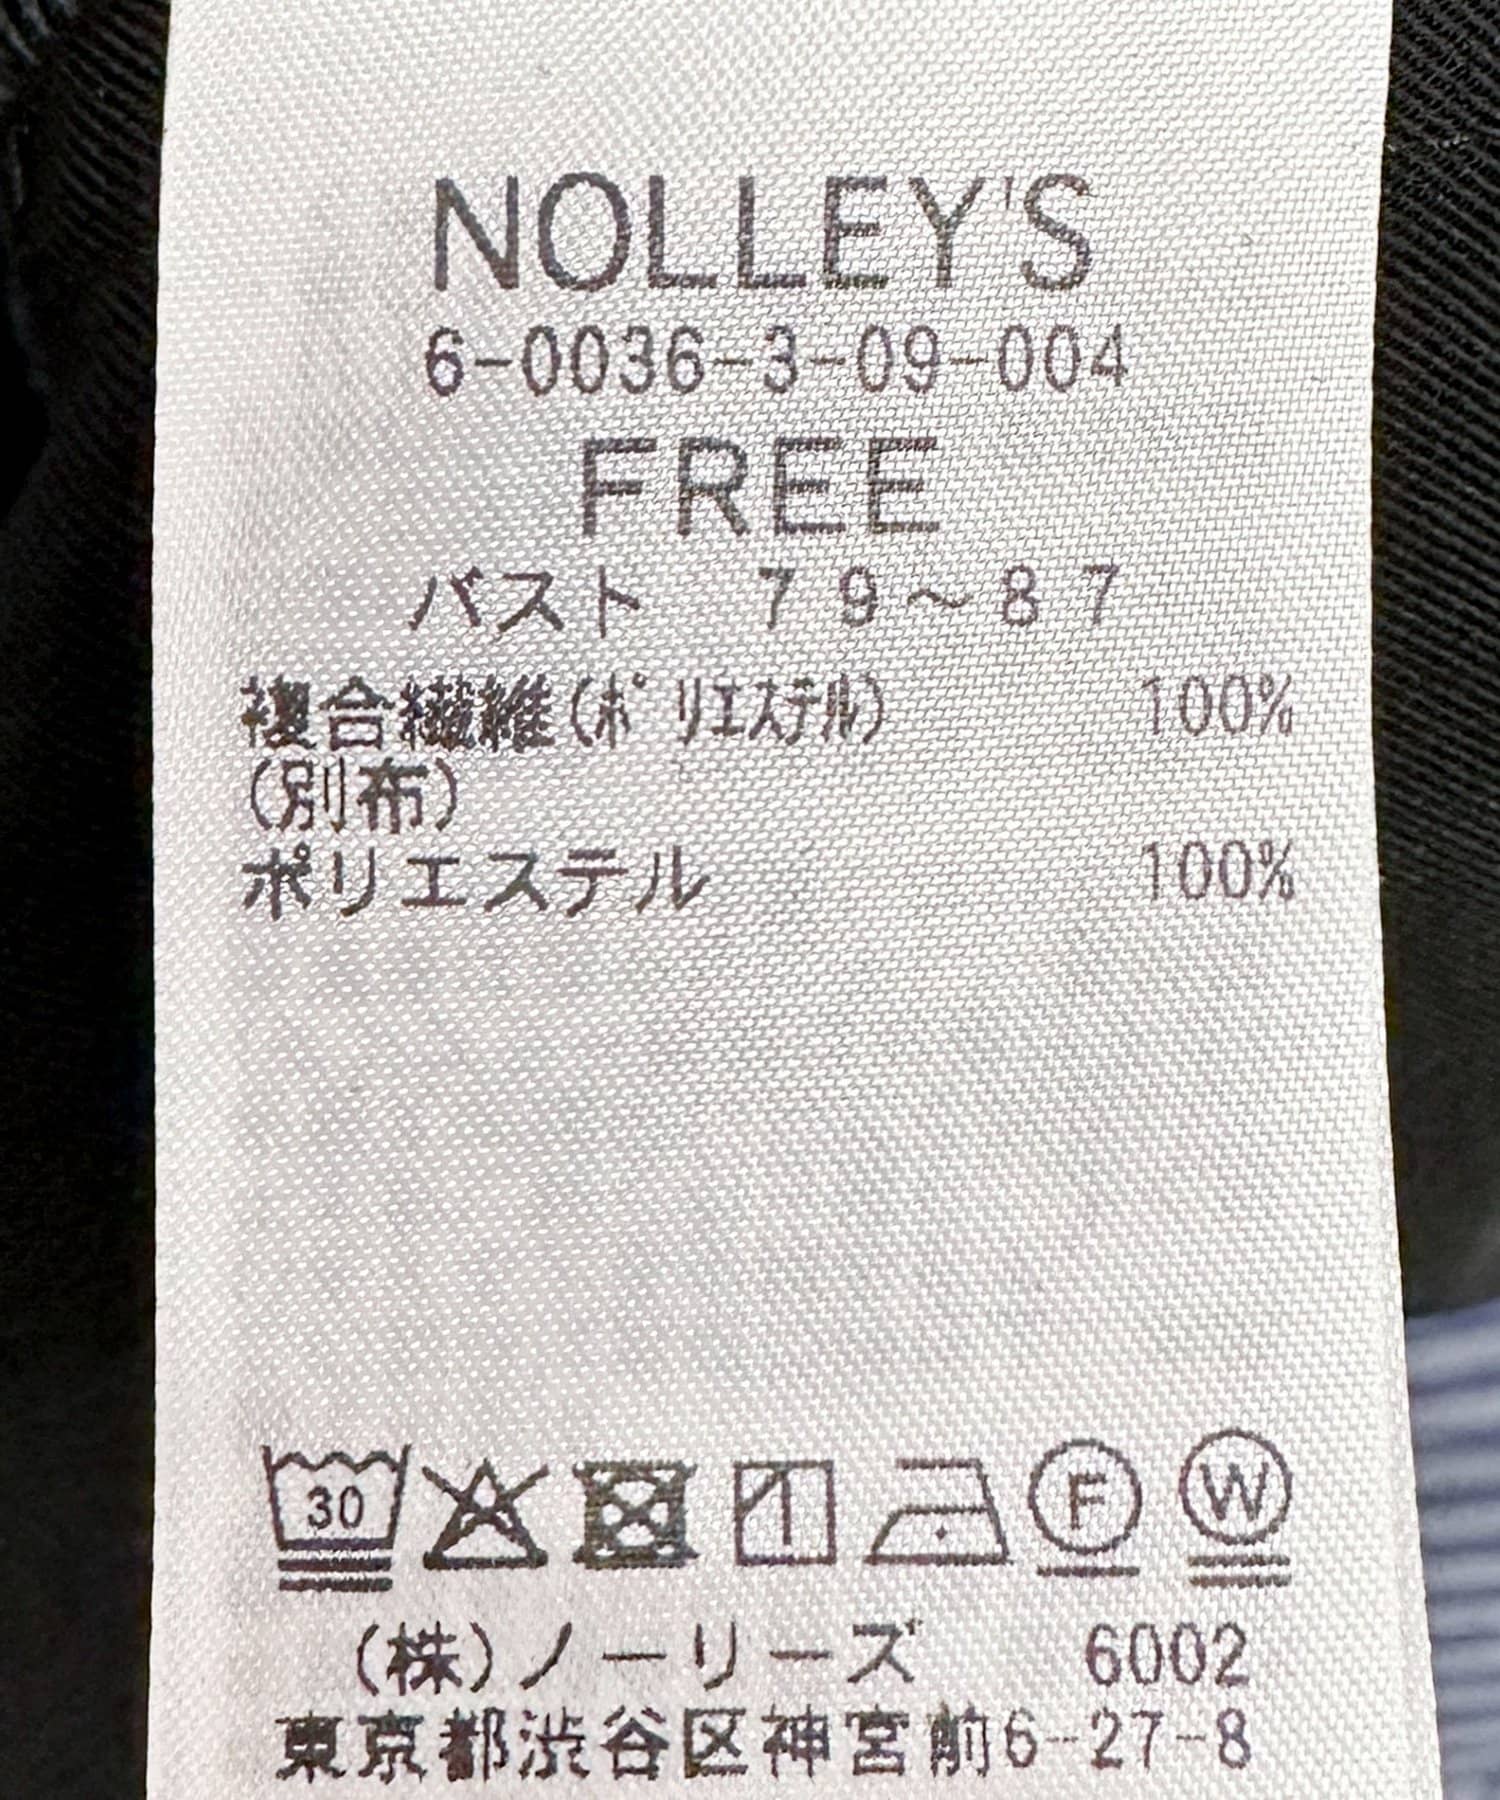 NOLLEY'S
6-0036-3-09-004
FREE
バスト 79～87
複合繊維(ポリエステル) 100%
(別布)
ポリエステル 100%
30 F W
(株)ノーリーズ 6002
東京都渋谷区神宮前6-27-8